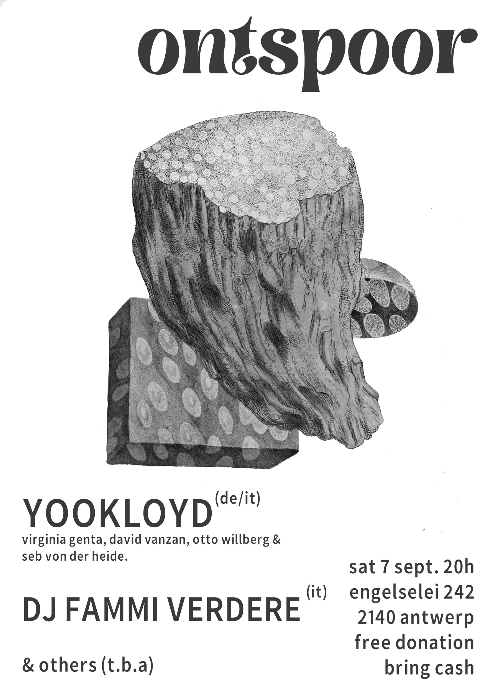 ontspoor
YOOKLOYD (de/it)
virginia genta, david vanzan, otto willberg &
seb von der heide.
DJ FAMMI VERDERE (it)
& others (t.b.a)
sat 7 sept. 20h
engelselei 242
2140 antwerp
free donation
bring cash